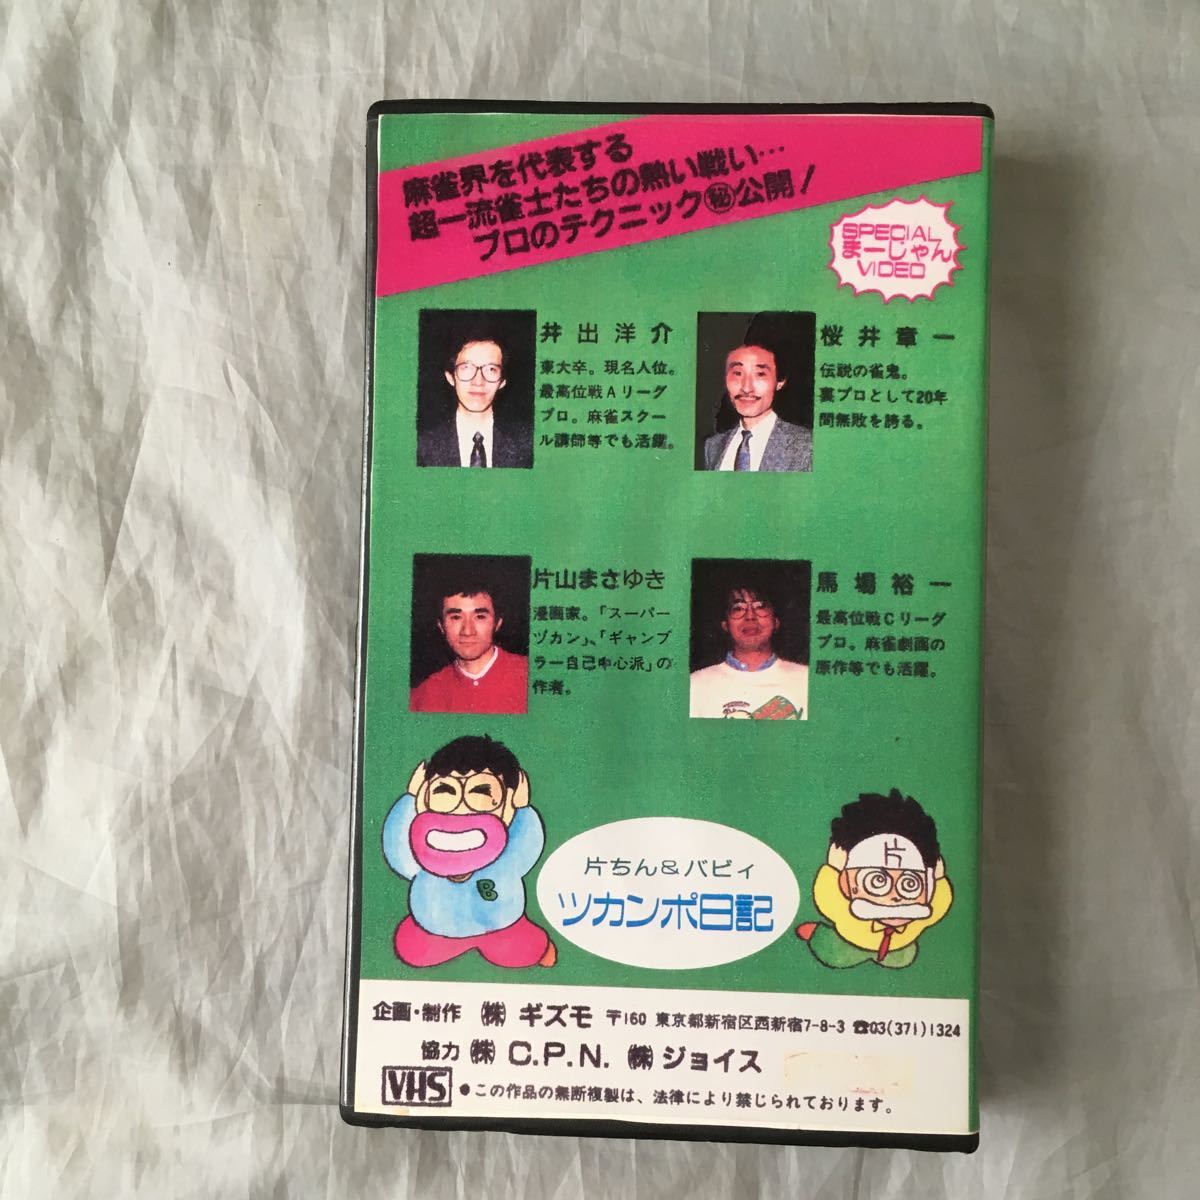 麻雀界を代表する
超一流雀士たちの熱い戦い…
プロのテクニック㊙公開!
SPECIAL
まーじゃん
VIDEO
井出洋介
東大卒。現名人位。
最高位戦Aリーグ
プロ。麻雀スクー
ル講師等でも活躍。
桜井章一
伝説の雀鬼。
裏プロとして20年
間無敗を誇る。
片山まさゆき
漫画家。「スーパー
ヅカン」、「ギャンブ
ラー自己中心派」の
作者。
馬場裕一
最高位戦Cリーグ
プロ。麻雀劇画の
原作等でも活躍。
B
片
片ちん&バビィ
ツカンポ日記
企画・制作 ㈱ギズモ 〒160 東京都新宿区西新宿7-8-3 ☎03(371)1324
協力 ㈱C.P.N. ㈱ジョイス
VHS ●この作品の無断複製は、法律により禁じられております。